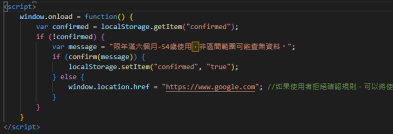 <script>
window.onload = function() {
var confirmed = localStorage.getItem("confirmed");
if (!confirmed) {
var message = "限年滿六個月-54歲使用，非區間範圍可能查無資料。";
if (confirm(message)) {
localStorage.setItem("confirmed", "true");
} else {
window.location.href = "https://www.google.com"; //如果使用者拒絕確認規則，可以將使
}
}
}
</script>